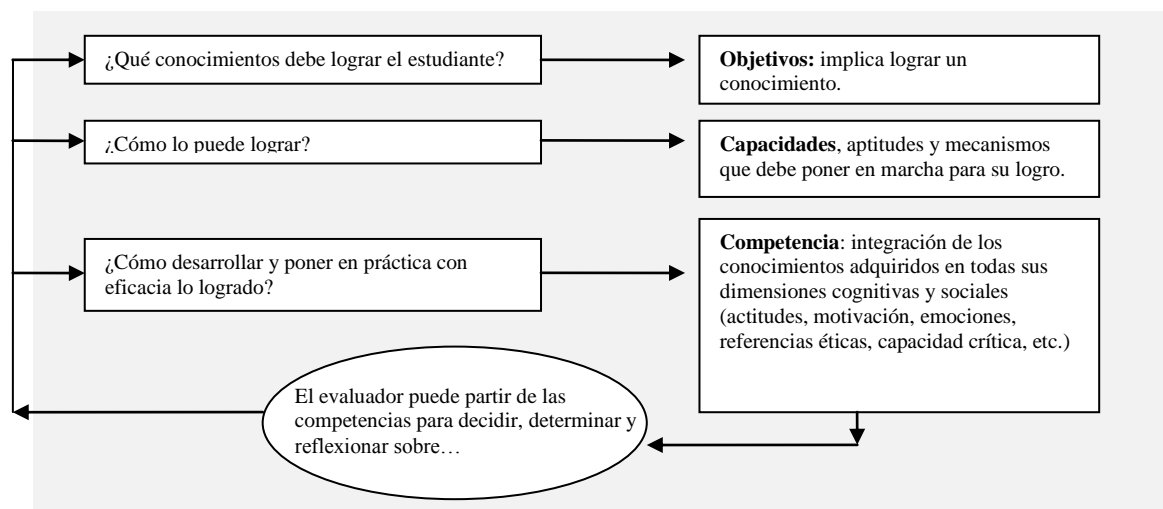 ¿Qué conocimientos debe lograr el estudiante?
Objetivos: implica lograr un
conocimiento.
¿Cómo lo puede lograr?
Capacidades, aptitudes y mecanismos
que debe poner en marcha para su logro.
¿Cómo desarrollar y poner en práctica con
eficacia lo logrado?
Competencia: integración de los
conocimientos adquiridos en todas sus
dimensiones cognitivas y sociales
(actitudes, motivación, emociones,
referencias éticas, capacidad crítica, etc.)
El evaluador puede partir de las
competencias para decidir, determinar y
reflexionar sobre…